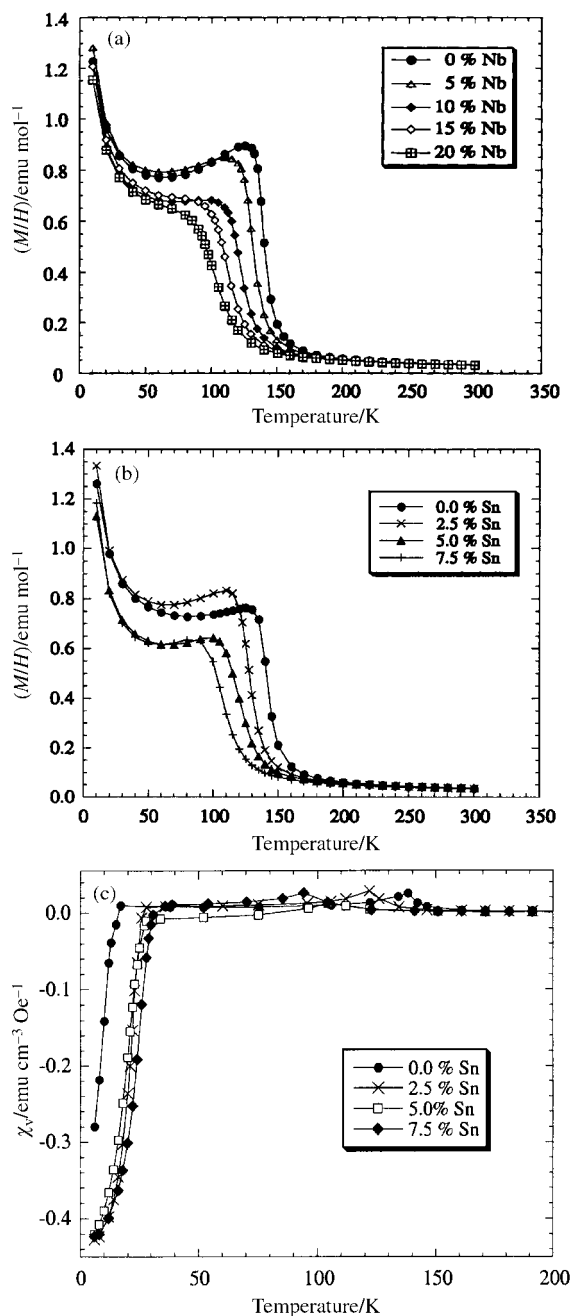 (a)
1.4
1.2
1.0
0.8
0.6
0.4
0.2
0
(M/H)/emu mol⁻¹
0 % Nb
5 % Nb
10 % Nb
15 % Nb
20 % Nb
0 50 100 150 200 250 300 350
Temperature/K
(b)
1.4
1.2
1.0
0.8
0.6
0.4
0.2
0.0
(M/H)/emu mol⁻¹
0.0 % Sn
2.5 % Sn
5.0 % Sn
7.5 % Sn
0 50 100 150 200 250 300 350
Temperature/K
(c)
0.0
-0.1
-0.2
-0.3
-0.4
χᵥ/emu cm⁻³ Oe⁻¹
0.0 % Sn
2.5 % Sn
5.0% Sn
7.5 % Sn
0 50 100 150 200
Temperature/K